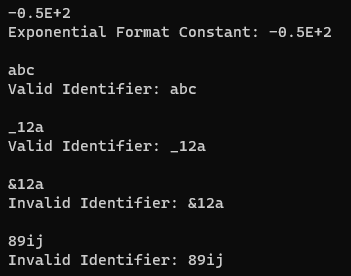 -0.5E+2
Exponential Format Constant: -0.5E+2
abc
Valid Identifier: abc
_12a
Valid Identifier: _12a
&12a
Invalid Identifier: &12a
89ij
Invalid Identifier: 89ij